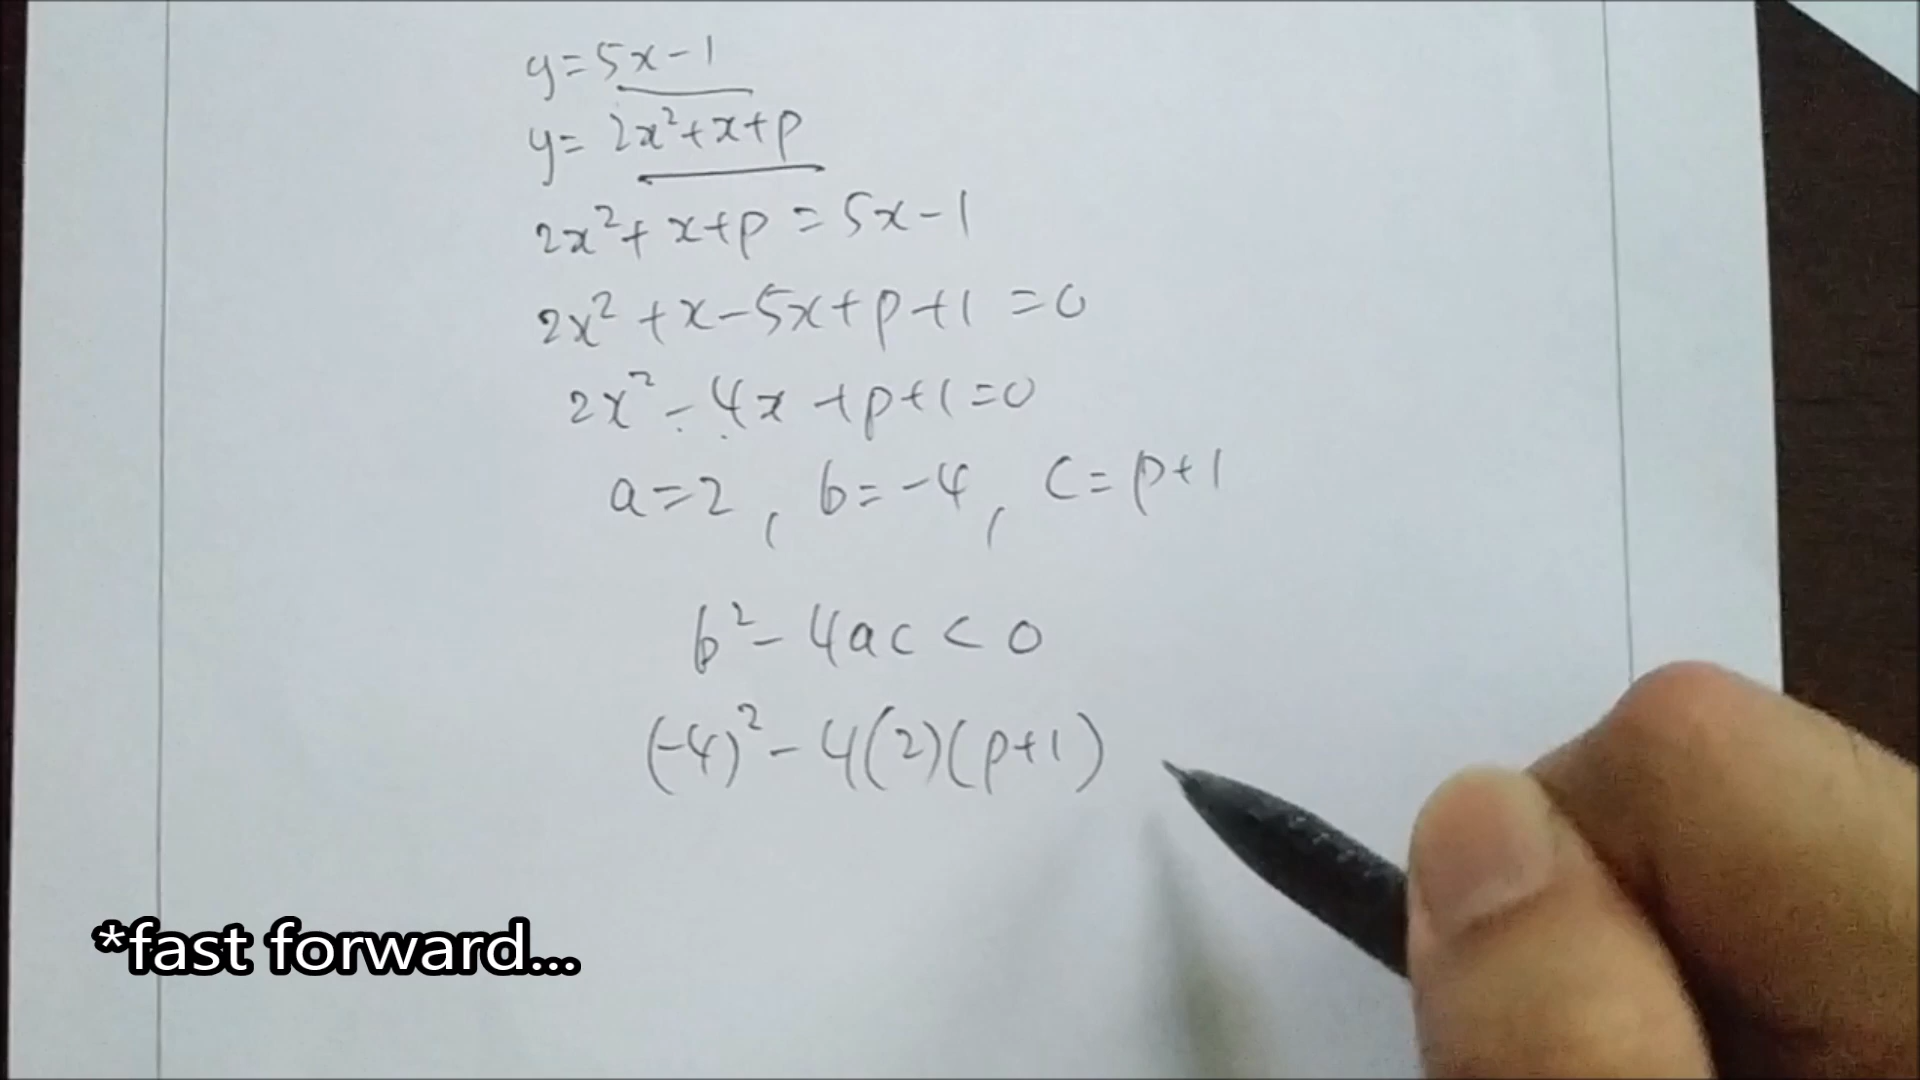 y=5x-1
y=2x²+x+p
2x²+x+p=5x-1
2x²+x-5x+p+1=0
2x²-4x+p+1=0
a=2, b=-4, c=p+1
b²-4ac<0
(-4)²-4(2)(p+1)
*fast forward...